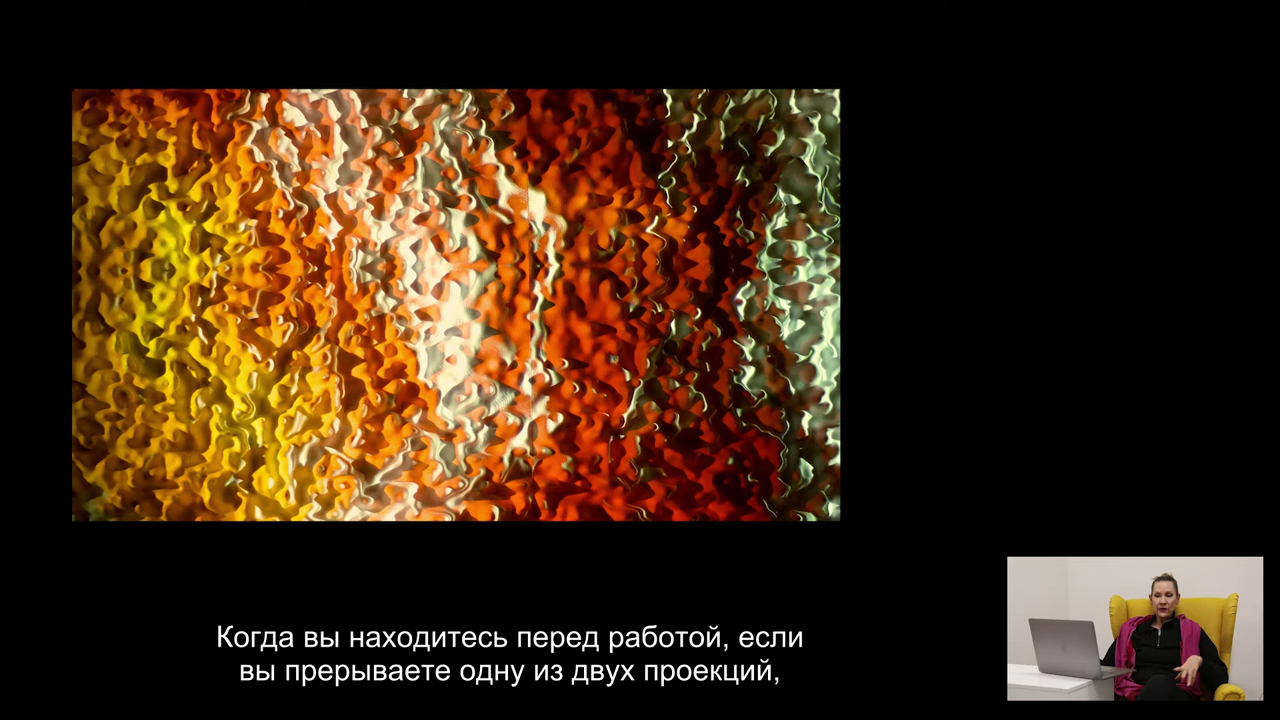 Когда вы находитесь перед работой, если
вы прерываете одну из двух проекций,